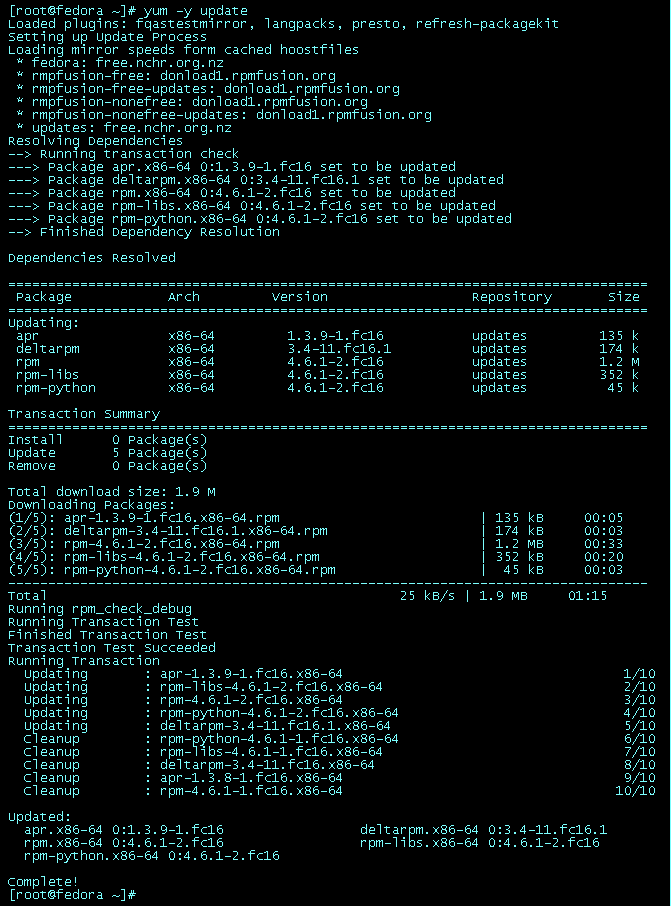 [root@fedora ~]# yum -y update
Loaded plugins: fqastestmirror, langpacks, presto, refresh-packagekit
Setting up Update Process
Loading mirror speeds form cached hoostfiles
* fedora: free.nchr.org.nz
* rmpfusion-free: donload1.rpmfusion.org
* rmpfusion-free-updates: donload1.rpmfusion.org
* rmpfusion-nonefree: donload1.rpmfusion.org
* rmpfusion-nonefree-updates: donload1.rpmfusion.org
* updates: free.nchr.org.nz
Resolving Dependencies
--> Running transaction check
---> Package apr.x86-64 0:1.3.9-1.fc16 set to be updated
---> Package deltarpm.x86-64 0:3.4-11.fc16.1 set to be updated
---> Package rpm.x86-64 0:4.6.1-2.fc16 set to be updated
---> Package rpm-libs.x86-64 0:4.6.1-2.fc16 set to be updated
---> Package rpm-python.x86-64 0:4.6.1-2.fc16 set to be updated
--> Finished Dependency Resolution
Dependencies Resolved
================================================================================
Package Arch Version Repository Size
================================================================================
Updating:
apr x86-64 1.3.9-1.fc16 updates 135 k
deltarpm x86-64 3.4-11.fc16.1 updates 174 k
rpm x86-64 4.6.1-2.fc16 updates 1.2 M
rpm-libs x86-64 4.6.1-2.fc16 updates 352 k
rpm-python x86-64 4.6.1-2.fc16 updates 45 k
Transaction Summary
================================================================================
Install 0 Package(s)
Update 5 Package(s)
Remove 0 Package(s)
Total download size: 1.9 M
Downloading Packages:
(1/5): apr-1.3.9-1.fc16.x86-64.rpm | 135 kB 00:05
(2/5): deltarpm-3.4-11.fc16.1.x86-64.rpm | 174 kB 00:03
(3/5): rpm-4.6.1-2.fc16.x86-64.rpm | 1.2 MB 00:33
(4/5): rpm-libs-4.6.1-2.fc16.x86-64.rpm | 352 kB 00:20
(5/5): rpm-python-4.6.1-2.fc16.x86-64.rpm | 45 kB 00:03
--------------------------------------------------------------------------------
Total 25 kB/s | 1.9 MB 01:15
Running rpm_check_debug
Running Transaction Test
Finished Transaction Test
Transaction Test Succeeded
Running Transaction
Updating : apr-1.3.9-1.fc16.x86-64 1/10
Updating : rpm-libs-4.6.1-2.fc16.x86-64 2/10
Updating : rpm-4.6.1-2.fc16.x86-64 3/10
Updating : rpm-python-4.6.1-2.fc16.x86-64 4/10
Updating : deltarpm-3.4-11.fc16.1.x86-64 5/10
Cleanup : rpm-python-4.6.1-1.fc16.x86-64 6/10
Cleanup : rpm-libs-4.6.1-1.fc16.x86-64 7/10
Cleanup : deltarpm-3.4-11.fc16.x86-64 8/10
Cleanup : apr-1.3.8-1.fc16.x86-64 9/10
Cleanup : rpm-4.6.1-1.fc16.x86-64 10/10
Updated:
apr.x86-64 0:1.3.9-1.fc16 deltarpm.x86-64 0:3.4-11.fc16.1
rpm.x86-64 0:4.6.1-2.fc16 rpm-libs.x86-64 0:4.6.1-2.fc16
rpm-python.x86-64 0:4.6.1-2.fc16
Complete!
[root@fedora ~]#